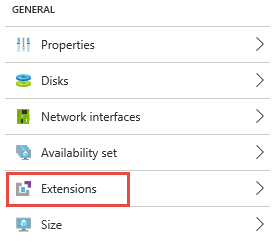 GENERAL
Properties
Disks
Network interfaces
Availability set
Extensions
Size